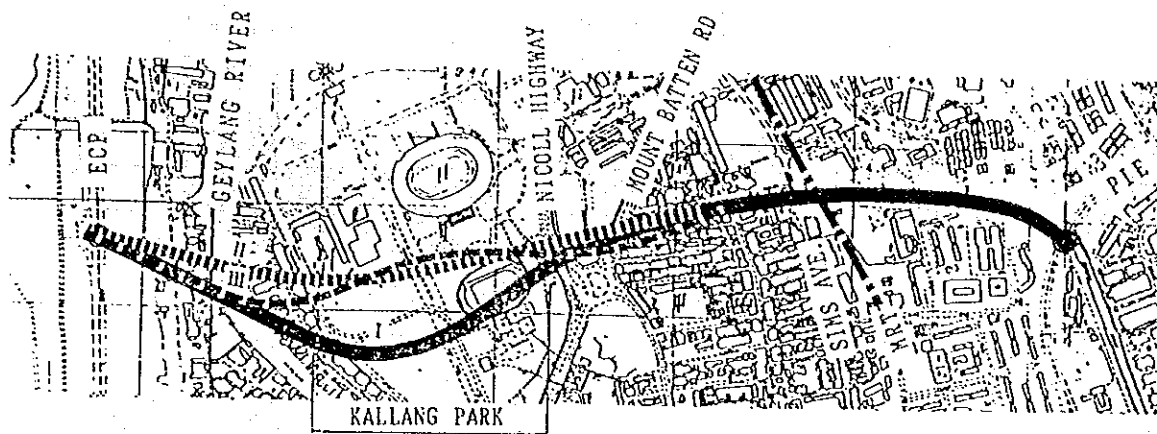 ECP
GEYLANG RIVER
NICOLL HIGHWAY
MOUNT BATTEN RD
SIMS AVE
MRT
PIE
KALLANG PARK